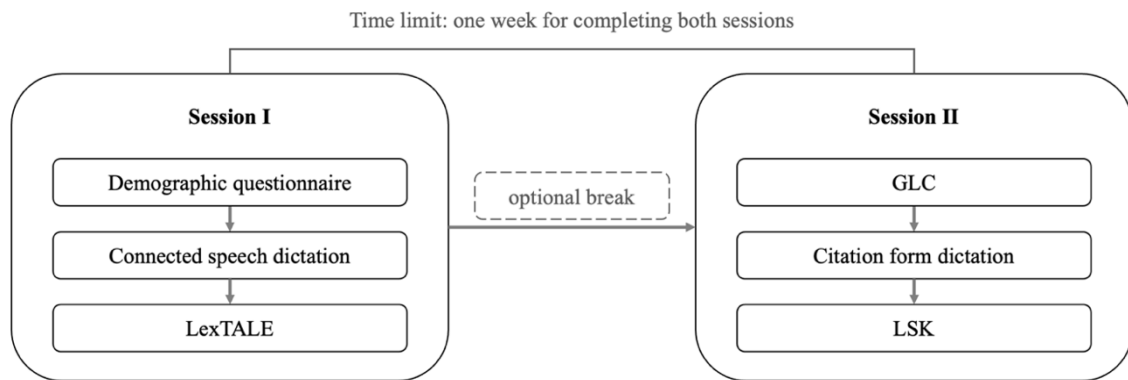 Time limit: one week for completing both sessions
Session I
Demographic questionnaire
Connected speech dictation
LexTALE
optional break
Session II
GLC
Citation form dictation
LSK